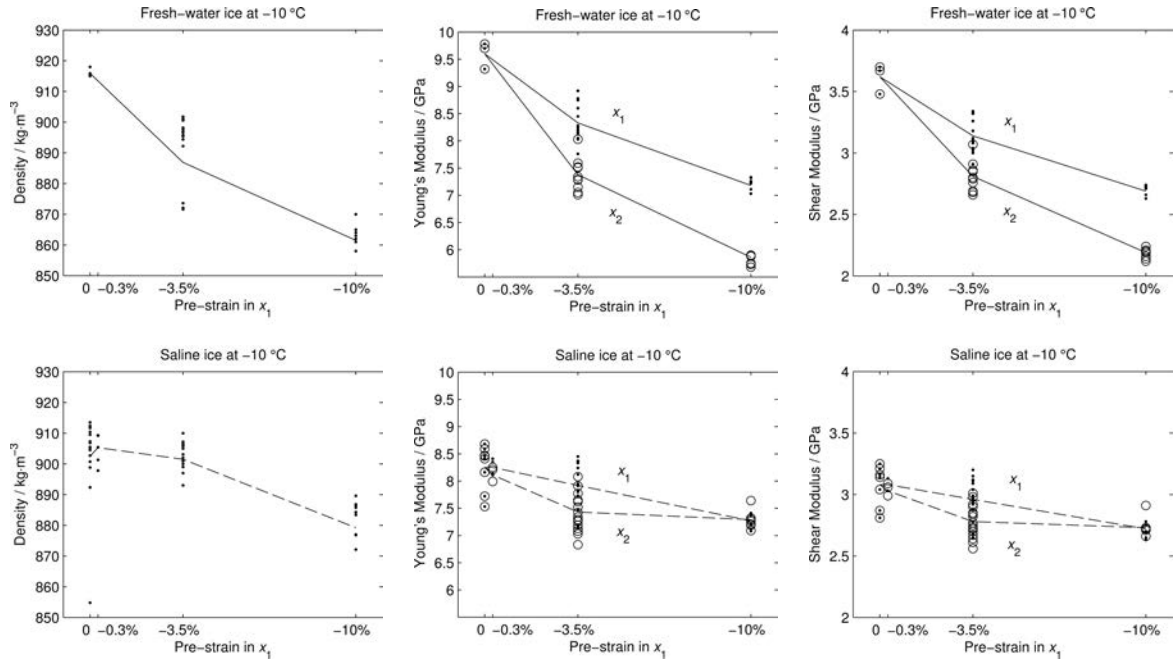 Fresh−water ice at −10 °C
930
920
910
900
890
880
870
860
850
Density / kg·m−3
0 −0.3% −3.5% −10%
Pre−strain in x1
Fresh−water ice at −10 °C
10
9.5
9
8.5
8
7.5
7
6.5
6
Young's Modulus / GPa
x1
x2
0 −0.3% −3.5% −10%
Pre−strain in x1
Fresh−water ice at −10 °C
4
3.5
3
2.5
2
Shear Modulus / GPa
x1
x2
0 −0.3% −3.5% −10%
Pre−strain in x1
Saline ice at −10 °C
930
920
910
900
890
880
870
860
850
Density / kg·m−3
0 −0.3% −3.5% −10%
Pre−strain in x1
Saline ice at −10 °C
10
9.5
9
8.5
8
7.5
7
6.5
6
Young's Modulus / GPa
x1
x2
0 −0.3% −3.5% −10%
Pre−strain in x1
Saline ice at −10 °C
4
3.5
3
2.5
2
Shear Modulus / GPa
x1
x2
0 −0.3% −3.5% −10%
Pre−strain in x1